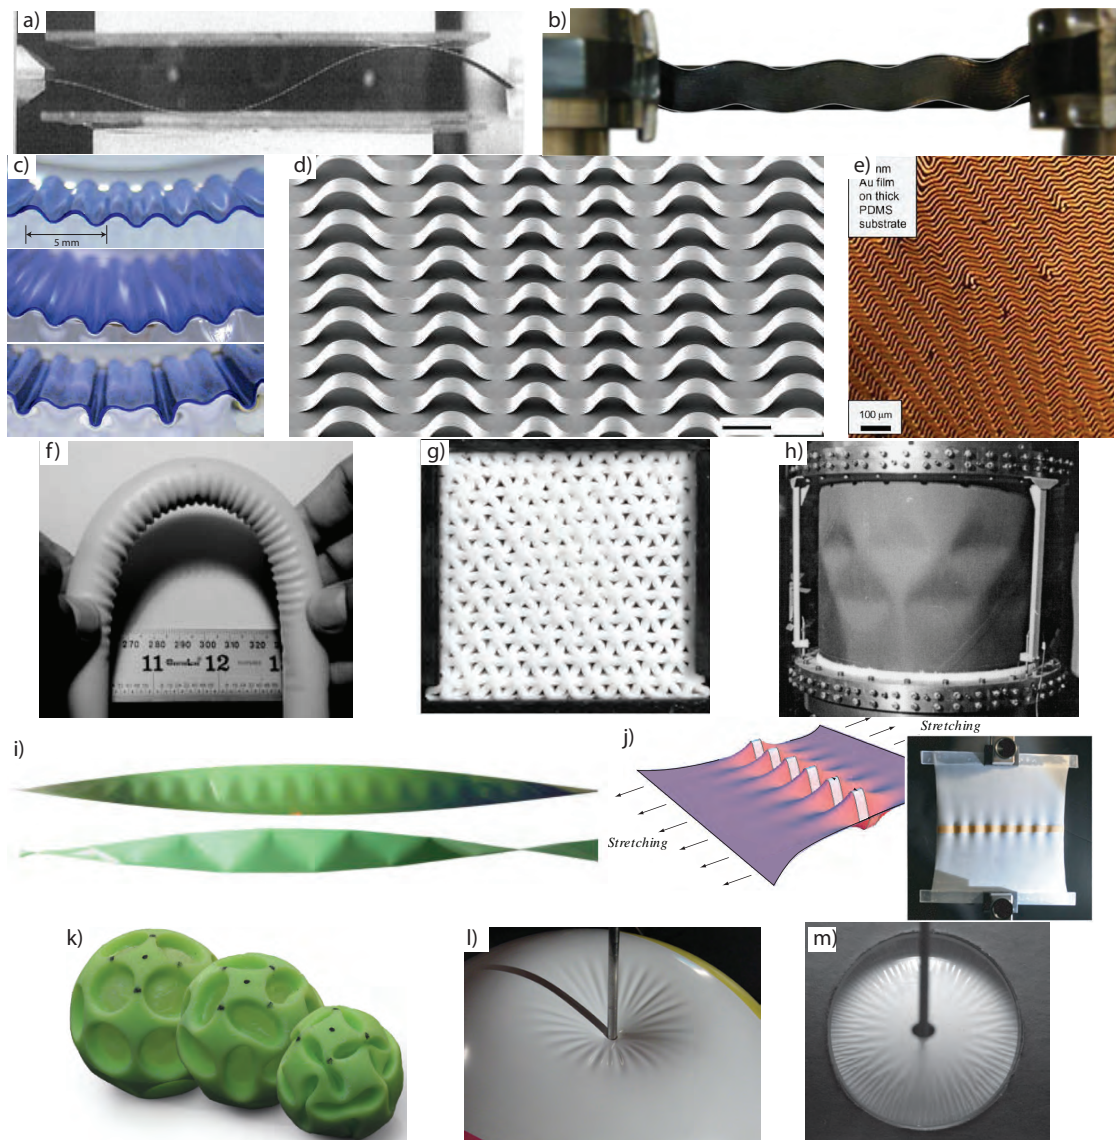 a)
b)
c)
5 mm
d)
e)
nm
Au film
on thick
PDMS
substrate
100 μm
f)
270 280 290 300 310 320
11 12 1
g)
h)
i)
j)
Stretching
Stretching
k)
l)
m)